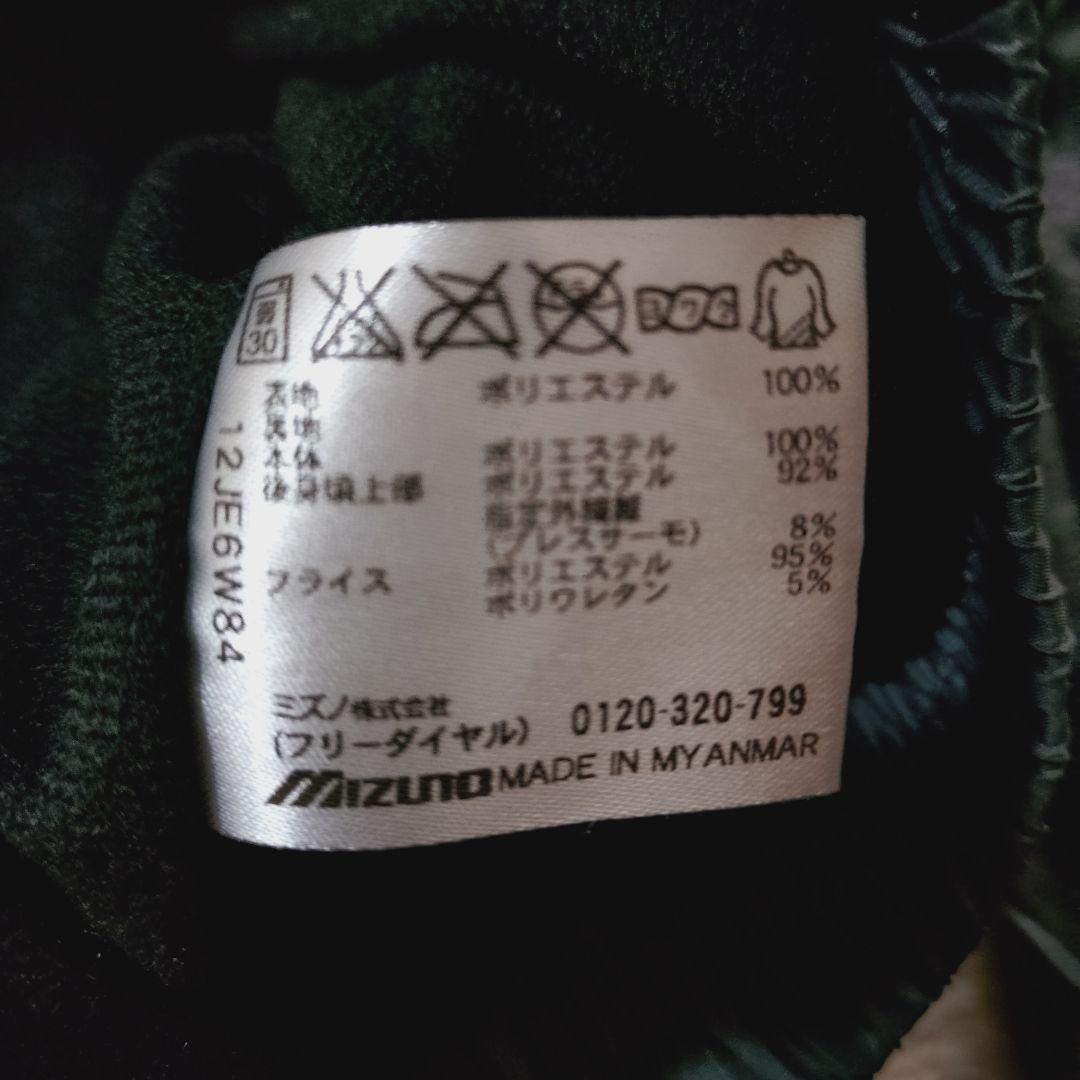 弱
30
表地 ポリエステル 100%
裏地
本体 ポリエステル 100%
後身頃上部 ポリエステル 92%
指定外繊維
(ブレスサーモ) 8%
フライス ポリエステル 95%
ポリウレタン 5%
ミズノ株式会社
(フリーダイヤル) 0120-320-799
MIZUNO MADE IN MYANMAR
12JE6W84